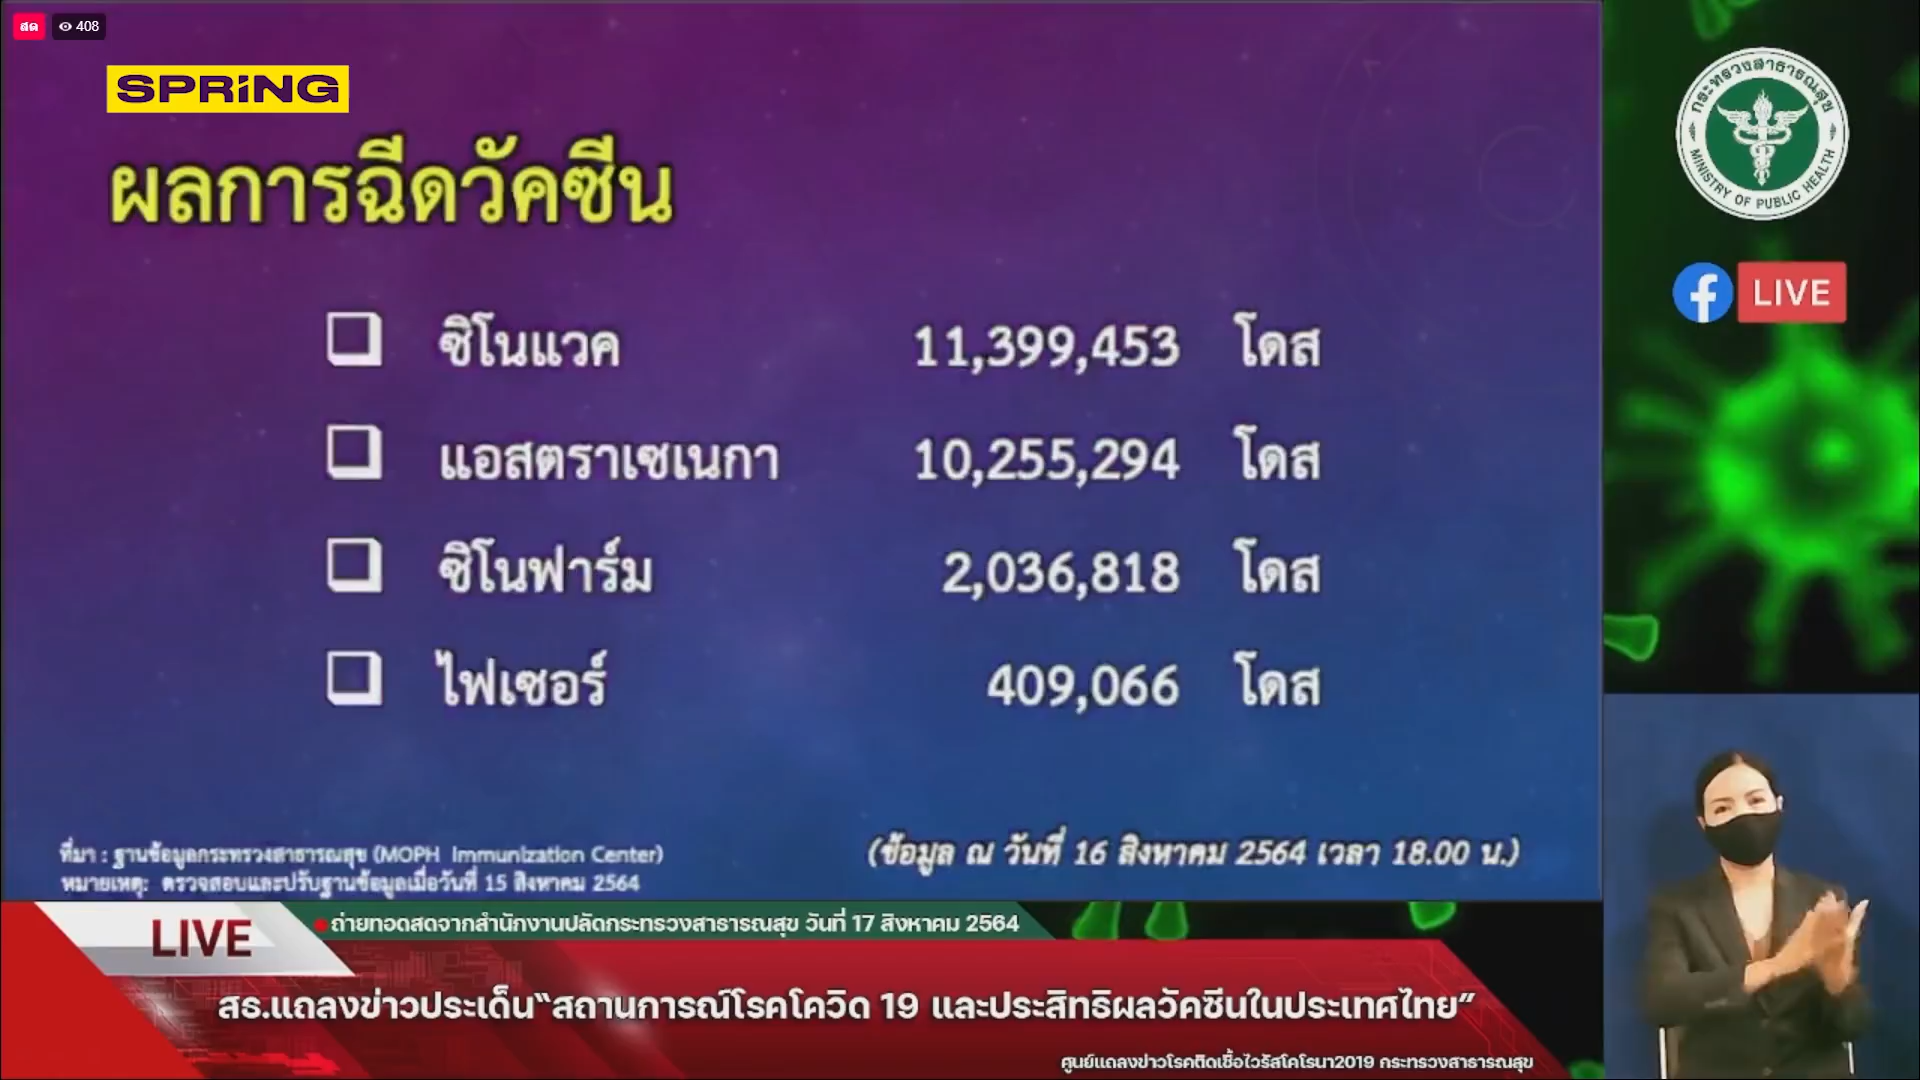 สด 408
SPRiNG
กระทรวงสาธารณสุข
MINISTRY OF PUBLIC HEALTH
ผลการฉีดวัคซีน
LIVE
ซิโนแวค 11,399,453 โดส
แอสตราเซเนกา 10,255,294 โดส
ซิโนฟาร์ม 2,036,818 โดส
ไฟเซอร์ 409,066 โดส
ที่มา : ฐานข้อมูลกระทรวงสาธารณสุข (MOPH Immunization Center)
หมายเหตุ: ตรวจสอบและปรับฐานข้อมูลเมื่อวันที่ 15 สิงหาคม 2564
(ข้อมูล ณ วันที่ 16 สิงหาคม 2564 เวลา 18.00 น.)
LIVE
ถ่ายทอดสดจากสำนักงานปลัดกระทรวงสาธารณสุข วันที่ 17 สิงหาคม 2564
สธ.แถลงข่าวประเด็น“สถานการณ์โรคโควิด 19 และประสิทธิผลวัคซีนในประเทศไทย”
ศูนย์แถลงข่าวโรคติดเชื้อไวรัสโคโรนา2019 กระทรวงสาธารณสุข